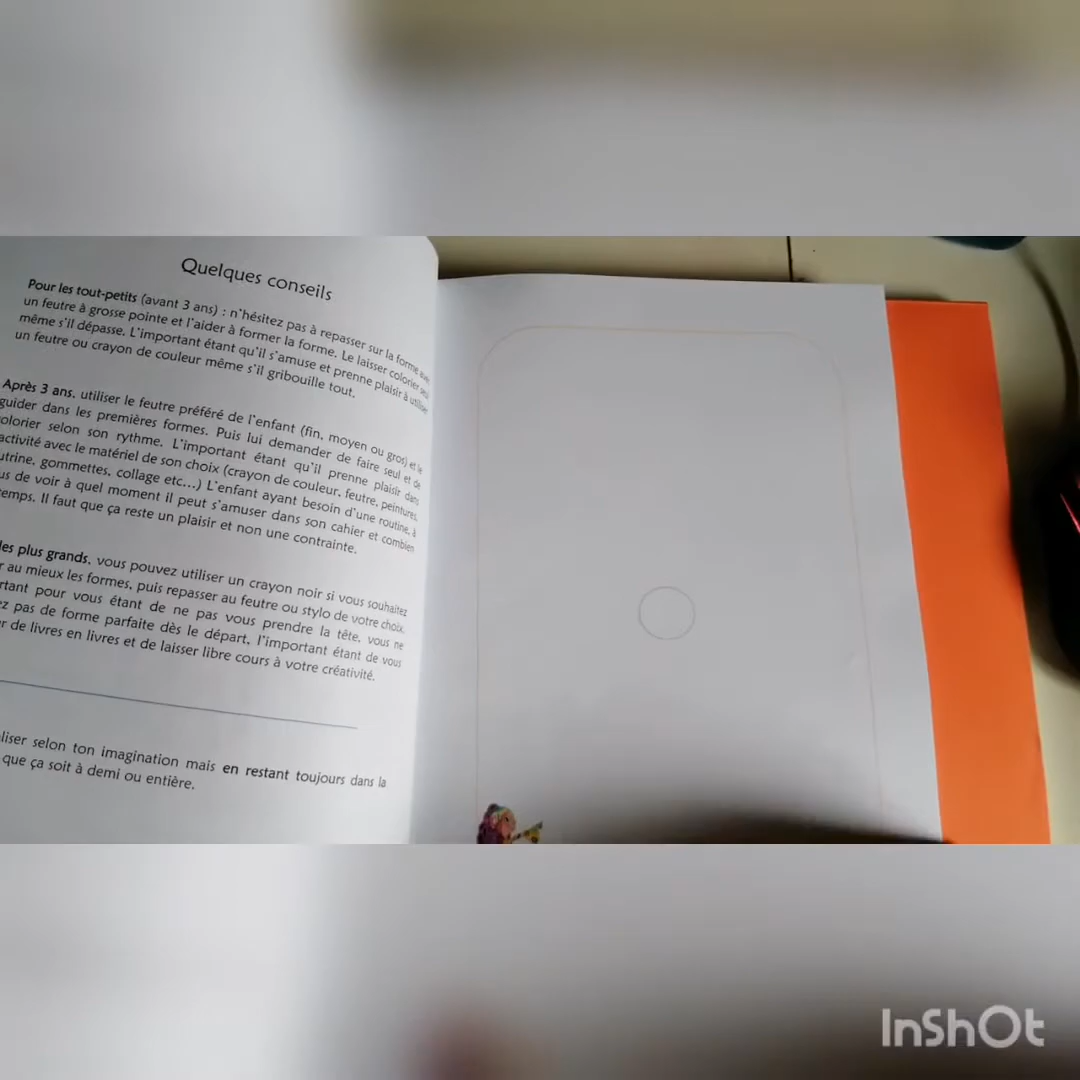 Quelques conseils
Pour les tout-petits (avant 3 ans) : n'hésitez pas à repasser sur la forme avec
un feutre à grosse pointe et l'aider à former la forme. Le laisser colorier seul
même s'il dépasse. L'important étant qu'il s'amuse et prenne plaisir à utiliser
un feutre ou crayon de couleur même s'il gribouille tout.
Après 3 ans, utiliser le feutre préféré de l'enfant (fin, moyen ou gros) et le
guider dans les premières formes. Puis lui demander de faire seul et de
olorier selon son rythme. L'important étant qu'il prenne plaisir dans
activité avec le matériel de son choix (crayon de couleur, feutre, peintures,
utrine, gommettes, collage etc...) L'enfant ayant besoin d'une routine, à
us de voir à quel moment il peut s'amuser dans son cahier et combien
temps. Il faut que ça reste un plaisir et non une contrainte.
les plus grands, vous pouvez utiliser un crayon noir si vous souhaitez
r au mieux les formes, puis repasser au feutre ou stylo de votre choix.
rtant pour vous étant de ne pas vous prendre la tête, vous ne
ez pas de forme parfaite dès le départ, l'important étant de vous
r de livres en livres et de laisser libre cours à votre créativité.
liser selon ton imagination mais en restant toujours dans la
que ça soit à demi ou entière.
InShOt